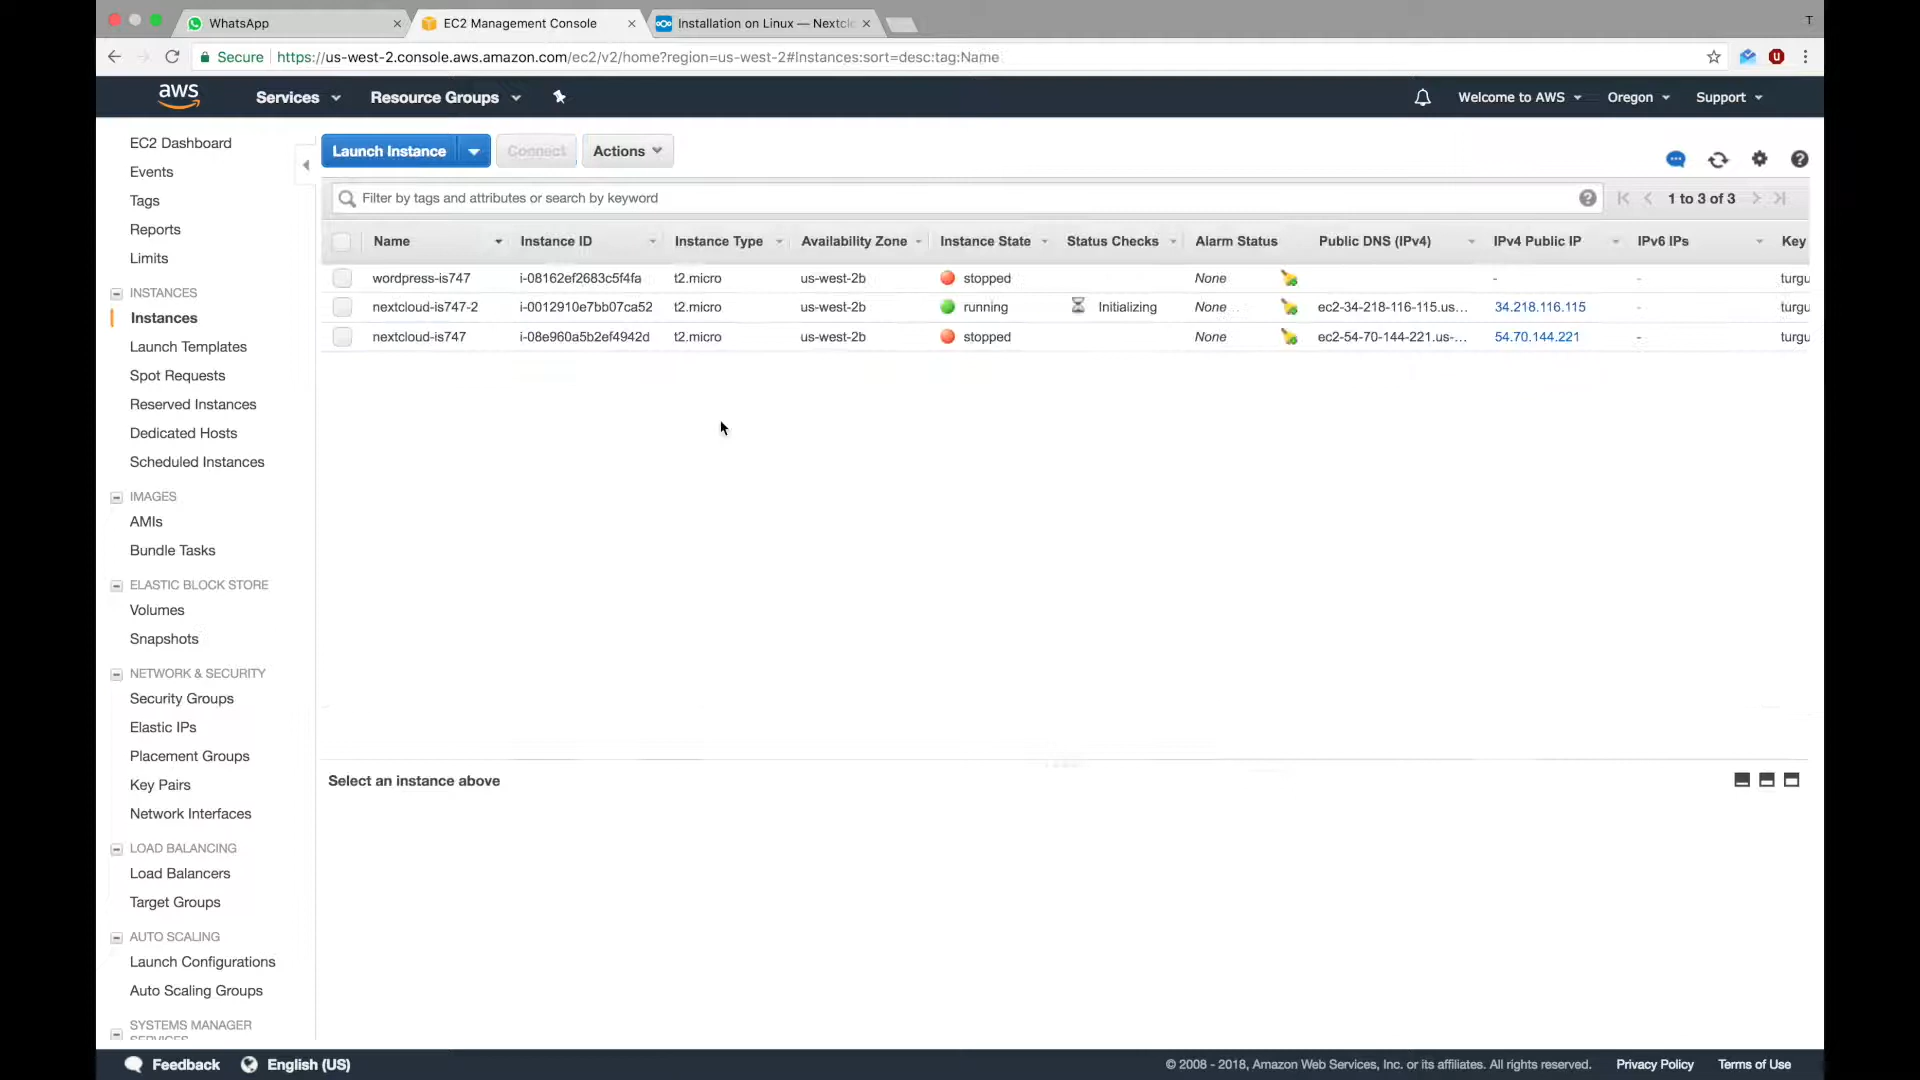 WhatsApp
EC2 Management Console
Installation on Linux — Nextclo
T
Secure https://us-west-2.console.aws.amazon.com/ec2/v2/home?region=us-west-2#Instances:sort=desc:tag:Name
aws Services Resource Groups Welcome to AWS Oregon Support
EC2 Dashboard
Events
Tags
Reports
Limits
INSTANCES
Instances
Launch Templates
Spot Requests
Reserved Instances
Dedicated Hosts
Scheduled Instances
IMAGES
AMIs
Bundle Tasks
ELASTIC BLOCK STORE
Volumes
Snapshots
NETWORK & SECURITY
Security Groups
Elastic IPs
Placement Groups
Key Pairs
Network Interfaces
LOAD BALANCING
Load Balancers
Target Groups
AUTO SCALING
Launch Configurations
Auto Scaling Groups
SYSTEMS MANAGER
SERVICES
Launch Instance Connect Actions
Filter by tags and attributes or search by keyword 1 to 3 of 3
Name Instance ID Instance Type Availability Zone Instance State Status Checks Alarm Status Public DNS (IPv4) IPv4 Public IP IPv6 IPs Key
wordpress-is747 i-08162ef2683c5f4fa t2.micro us-west-2b stopped None - - turgu
nextcloud-is747-2 i-0012910e7bb07ca52 t2.micro us-west-2b running Initializing None ec2-34-218-116-115.us... 34.218.116.115 - turgu
nextcloud-is747 i-08e960a5b2ef4942d t2.micro us-west-2b stopped None ec2-54-70-144-221.us-... 54.70.144.221 - turgu
Select an instance above
Feedback English (US) © 2008 - 2018, Amazon Web Services, Inc. or its affiliates. All rights reserved. Privacy Policy Terms of Use